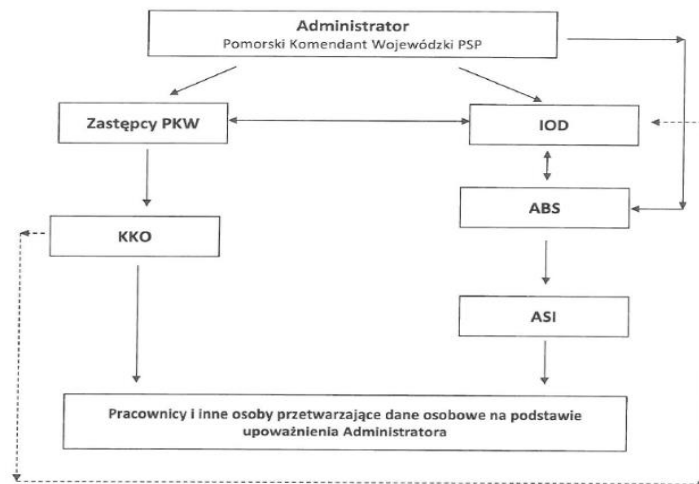 Administrator
Pomorski Komendant Wojewódzki PSP
Zastępcy PKW
IOD
ABS
KKO
ASI
Pracownicy i inne osoby przetwarzające dane osobowe na podstawie
upoważnienia Administratora